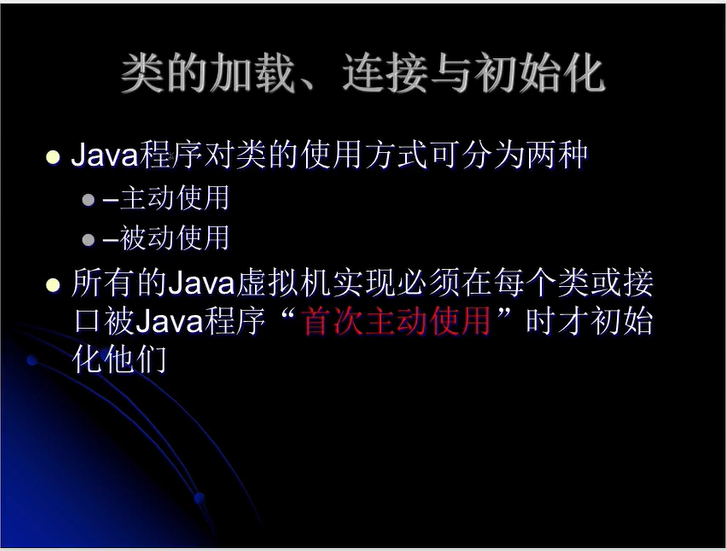 类的加载、连接与初始化
Java程序对类的使用方式可分为两种
–主动使用
–被动使用
所有的Java虚拟机实现必须在每个类或接
口被Java程序“首次主动使用”时才初始
化他们